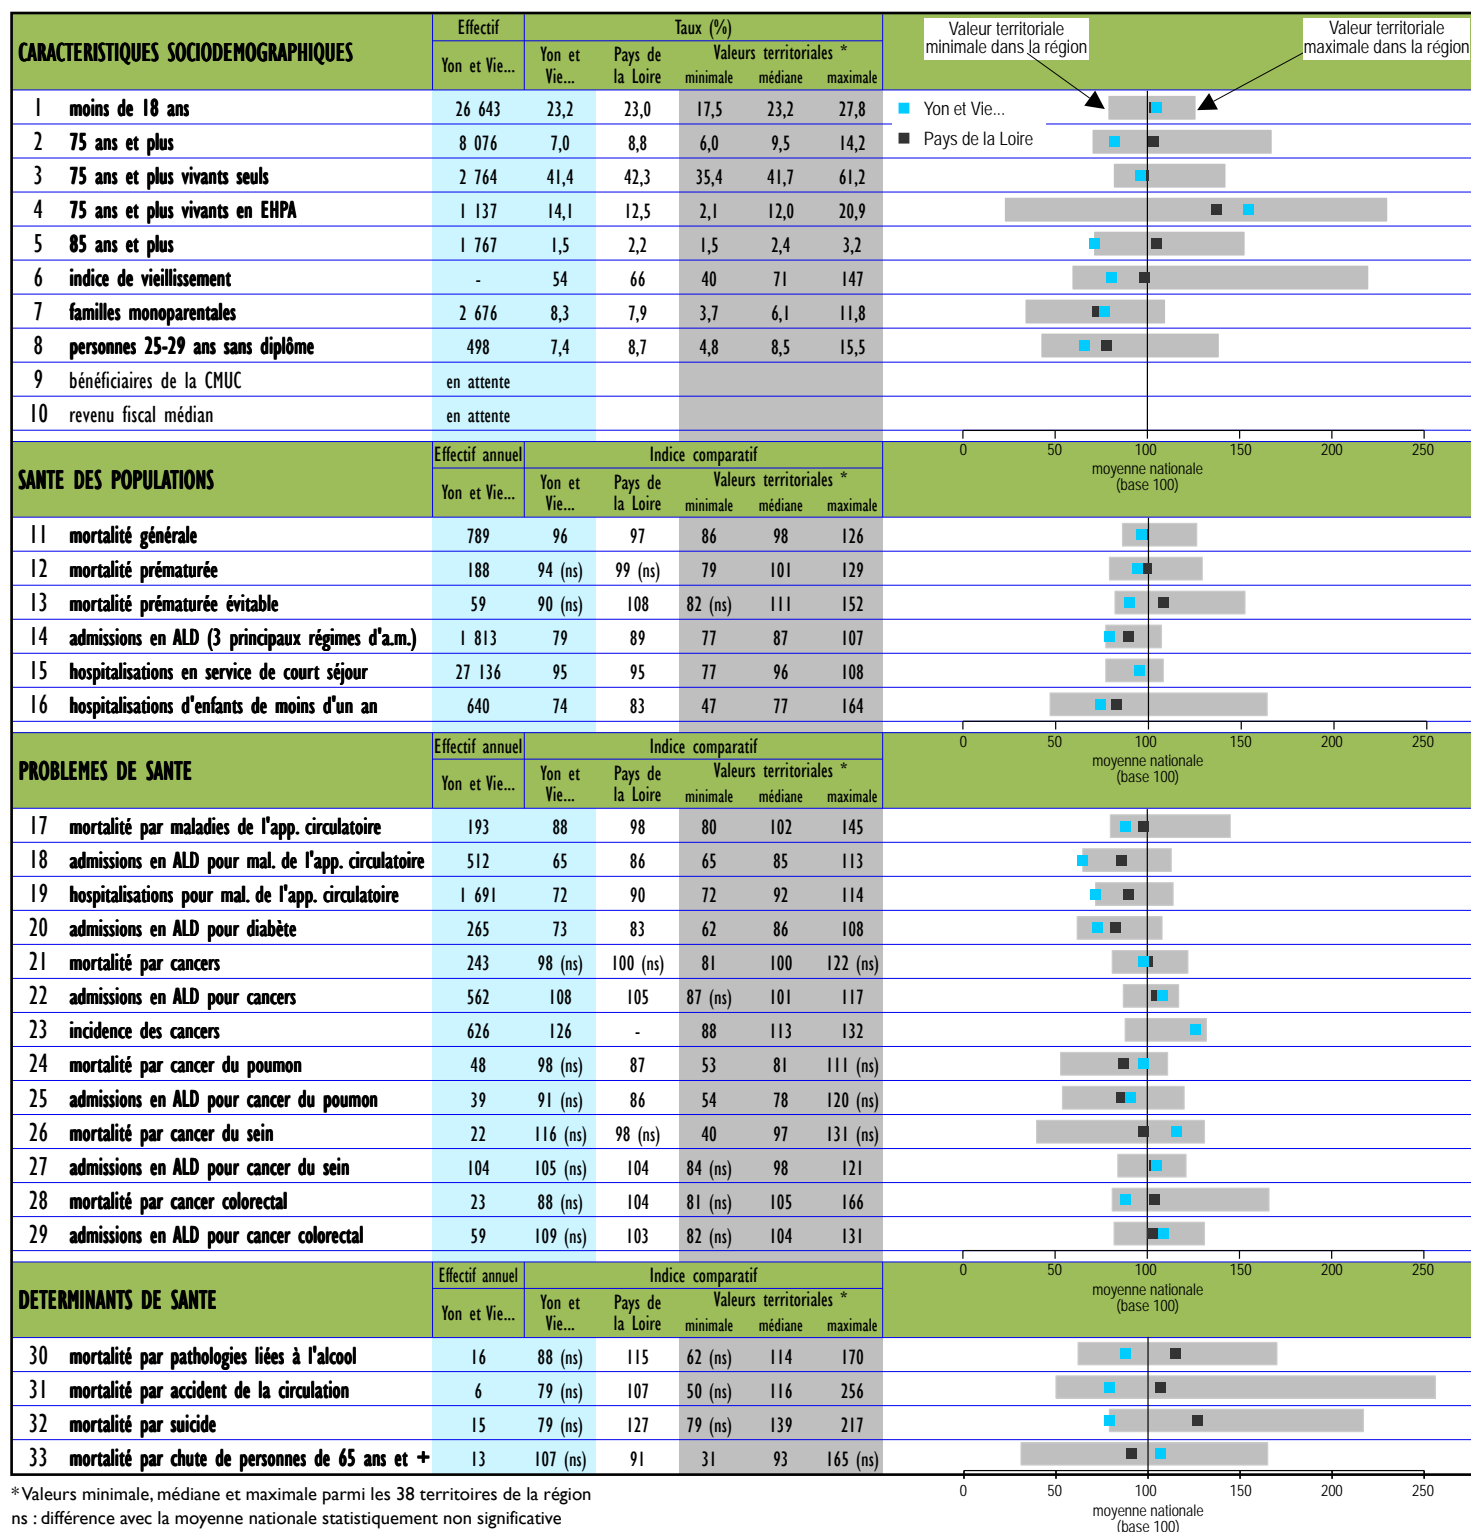 CARACTERISTIQUES SOCIODEMOGRAPHIQUES
Effectif Taux (%)
Yon et Vie... Yon et Vie... Pays de la Loire Valeurs territoriales *
minimale médiane maximale
Valeur territoriale minimale dans la région
Valeur territoriale maximale dans la région
Yon et Vie...
Pays de la Loire
1 moins de 18 ans 26 643 23,2 23,0 17,5 23,2 27,8
2 75 ans et plus 8 076 7,0 8,8 6,0 9,5 14,2
3 75 ans et plus vivants seuls 2 764 41,4 42,3 35,4 41,7 61,2
4 75 ans et plus vivants en EHPA 1 137 14,1 12,5 2,1 12,0 20,9
5 85 ans et plus 1 767 1,5 2,2 1,5 2,4 3,2
6 indice de vieillissement - 54 66 40 71 147
7 familles monoparentales 2 676 8,3 7,9 3,7 6,1 11,8
8 personnes 25-29 ans sans diplôme 498 7,4 8,7 4,8 8,5 15,5
9 bénéficiaires de la CMUC en attente
10 revenu fiscal médian en attente
0 50 100 150 200 250
moyenne nationale
(base 100)
SANTE DES POPULATIONS
Effectif annuel Indice comparatif
Yon et Vie... Yon et Vie... Pays de la Loire Valeurs territoriales *
minimale médiane maximale
11 mortalité générale 789 96 97 86 98 126
12 mortalité prématurée 188 94 (ns) 99 (ns) 79 101 129
13 mortalité prématurée évitable 59 90 (ns) 108 82 (ns) 111 152
14 admissions en ALD (3 principaux régimes d'a.m.) 1 813 79 89 77 87 107
15 hospitalisations en service de court séjour 27 136 95 95 77 96 108
16 hospitalisations d'enfants de moins d'un an 640 74 83 47 77 164
0 50 100 150 200 250
moyenne nationale
(base 100)
PROBLEMES DE SANTE
Effectif annuel Indice comparatif
Yon et Vie... Yon et Vie... Pays de la Loire Valeurs territoriales *
minimale médiane maximale
17 mortalité par maladies de l'app. circulatoire 193 88 98 80 102 145
18 admissions en ALD pour mal. de l'app. circulatoire 512 65 86 65 85 113
19 hospitalisations pour mal. de l'app. circulatoire 1 691 72 90 72 92 114
20 admissions en ALD pour diabète 265 73 83 62 86 108
21 mortalité par cancers 243 98 (ns) 100 (ns) 81 100 122 (ns)
22 admissions en ALD pour cancers 562 108 105 87 (ns) 101 117
23 incidence des cancers 626 126 - 88 113 132
24 mortalité par cancer du poumon 48 98 (ns) 87 53 81 111 (ns)
25 admissions en ALD pour cancer du poumon 39 91 (ns) 86 54 78 120 (ns)
26 mortalité par cancer du sein 22 116 (ns) 98 (ns) 40 97 131 (ns)
27 admissions en ALD pour cancer du sein 104 105 (ns) 104 84 (ns) 98 121
28 mortalité par cancer colorectal 23 88 (ns) 104 81 (ns) 105 166
29 admissions en ALD pour cancer colorectal 59 109 (ns) 103 82 (ns) 104 131
0 50 100 150 200 250
moyenne nationale
(base 100)
DETERMINANTS DE SANTE
Effectif annuel Indice comparatif
Yon et Vie... Yon et Vie... Pays de la Loire Valeurs territoriales *
minimale médiane maximale
30 mortalité par pathologies liées à l'alcool 16 88 (ns) 115 62 (ns) 114 170
31 mortalité par accident de la circulation 6 79 (ns) 107 50 (ns) 116 256
32 mortalité par suicide 15 79 (ns) 127 79 (ns) 139 217
33 mortalité par chute de personnes de 65 ans et + 13 107 (ns) 91 31 93 165 (ns)
0 50 100 150 200 250
moyenne nationale
(base 100)
* Valeurs minimale, médiane et maximale parmi les 38 territoires de la région
ns : différence avec la moyenne nationale statistiquement non significative